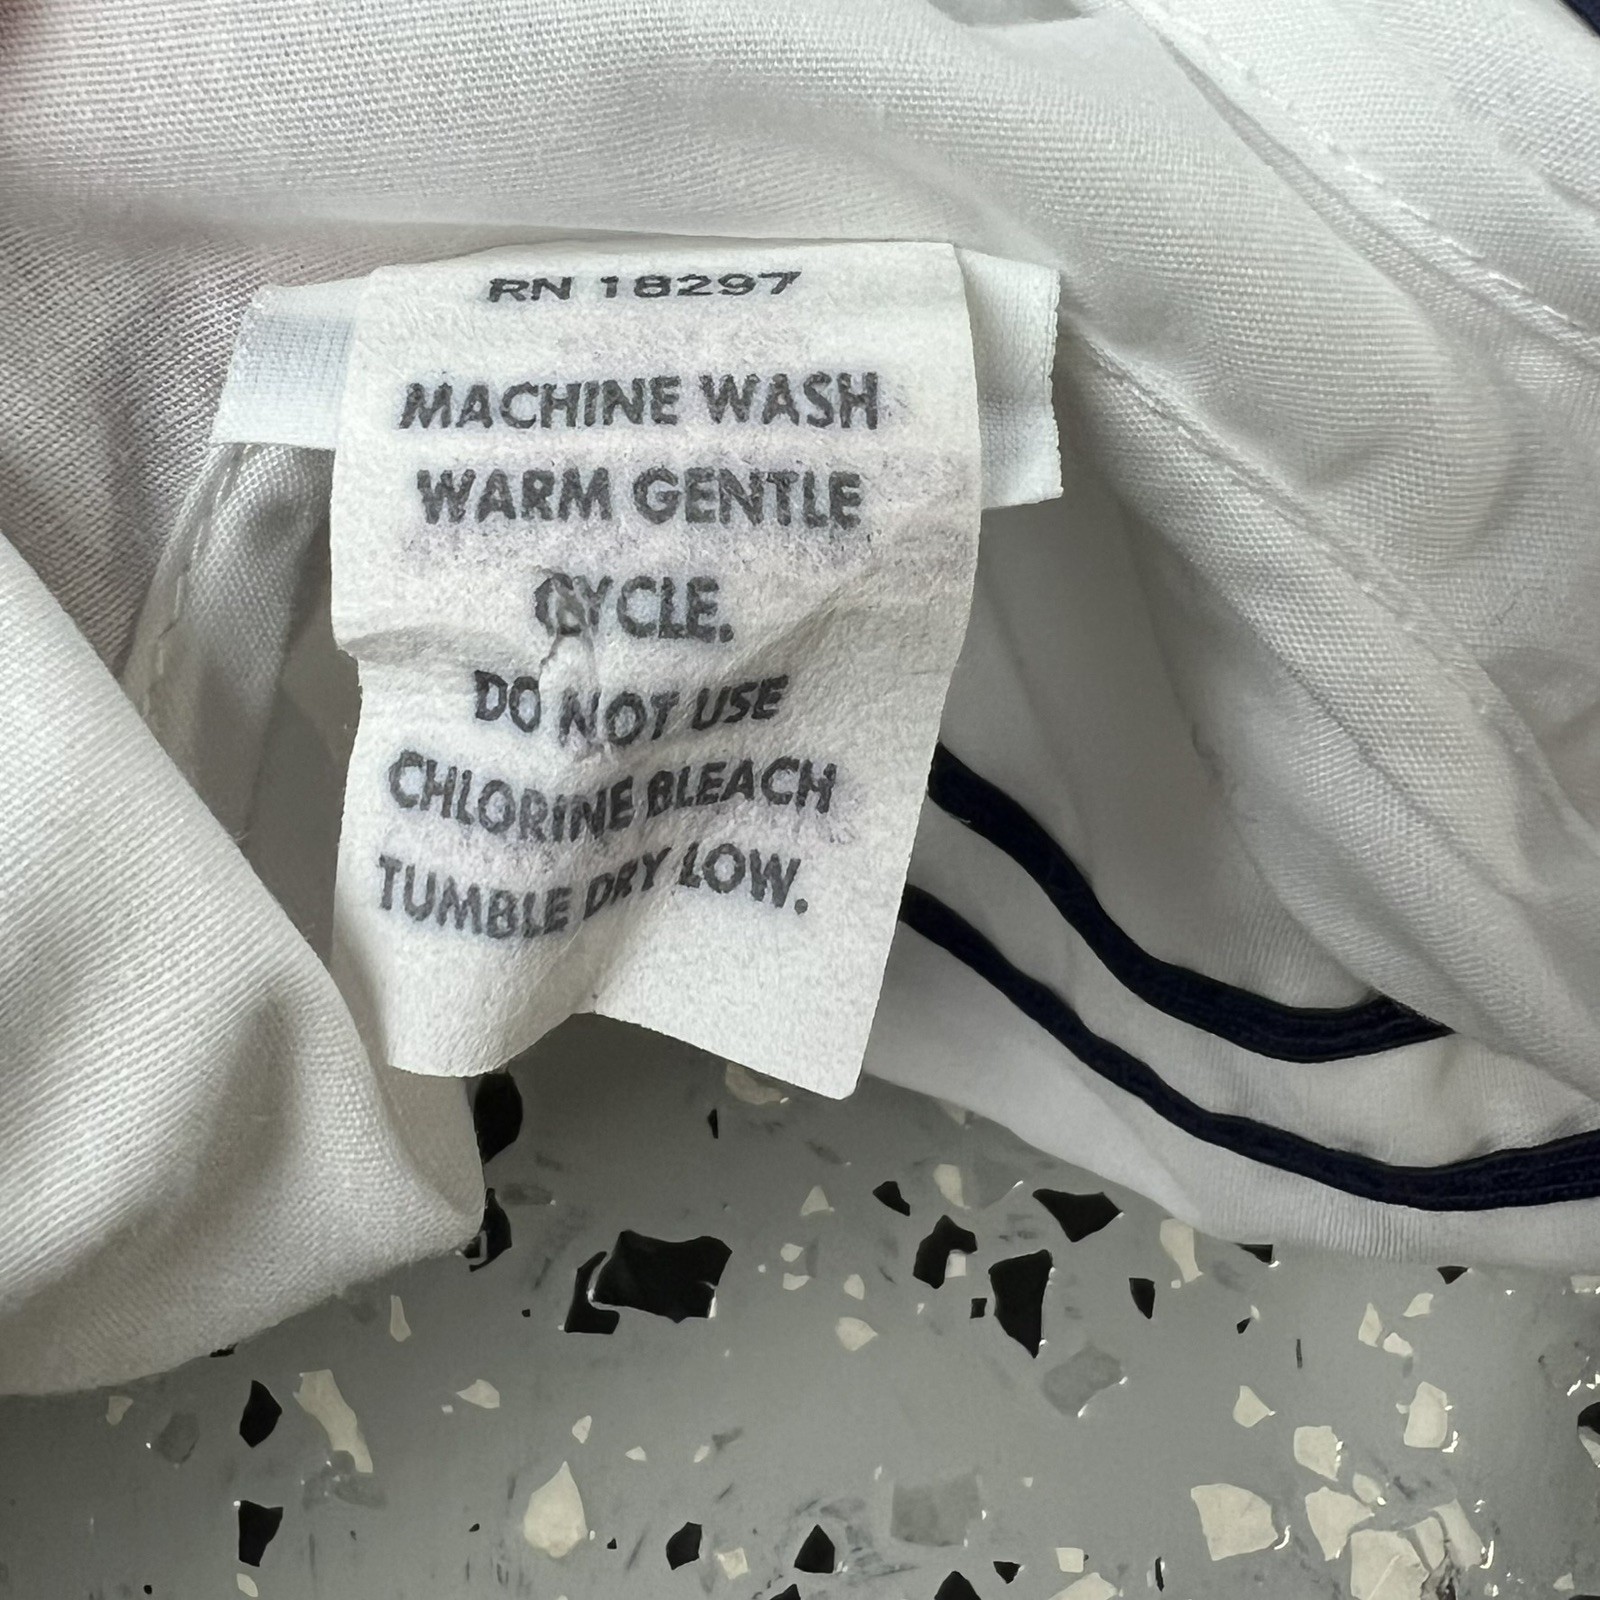 RN 18297
MACHINE WASH
WARM GENTLE
CYCLE.
DO NOT USE
CHLORINE BLEACH
TUMBLE DRY LOW.